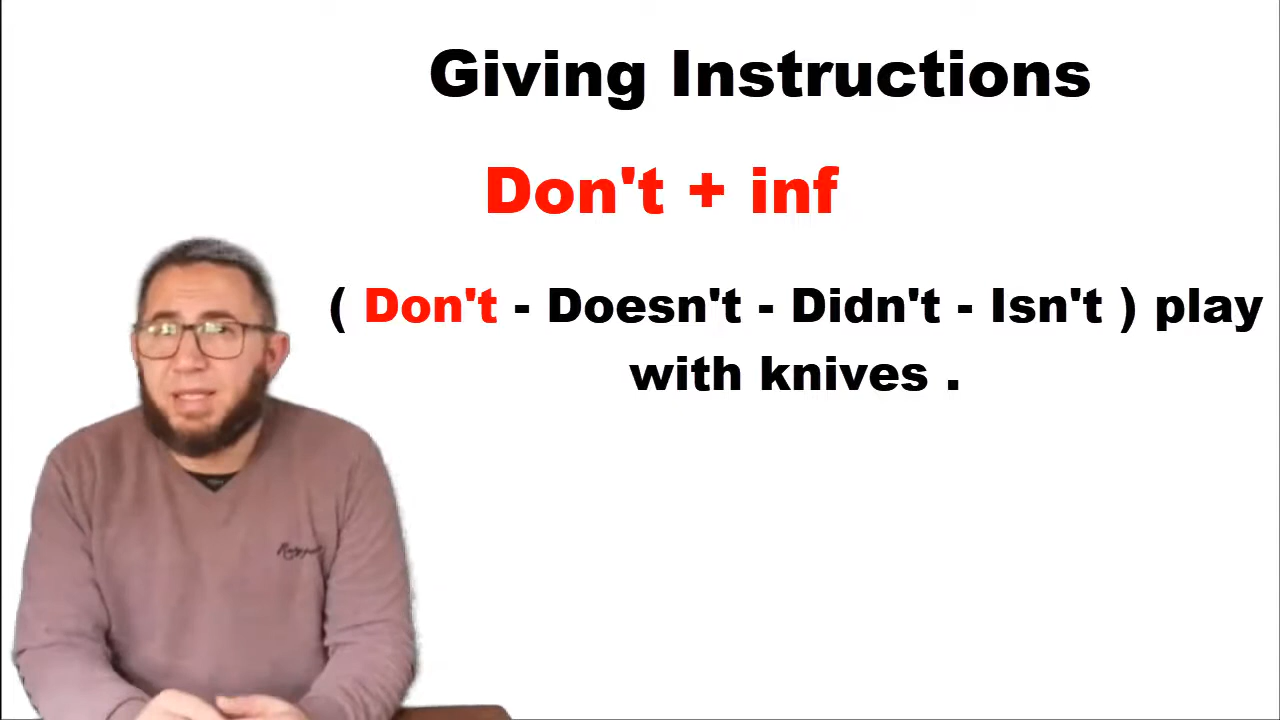 Giving Instructions
Don't + inf
( Don't - Doesn't - Didn't - Isn't ) play
with knives .